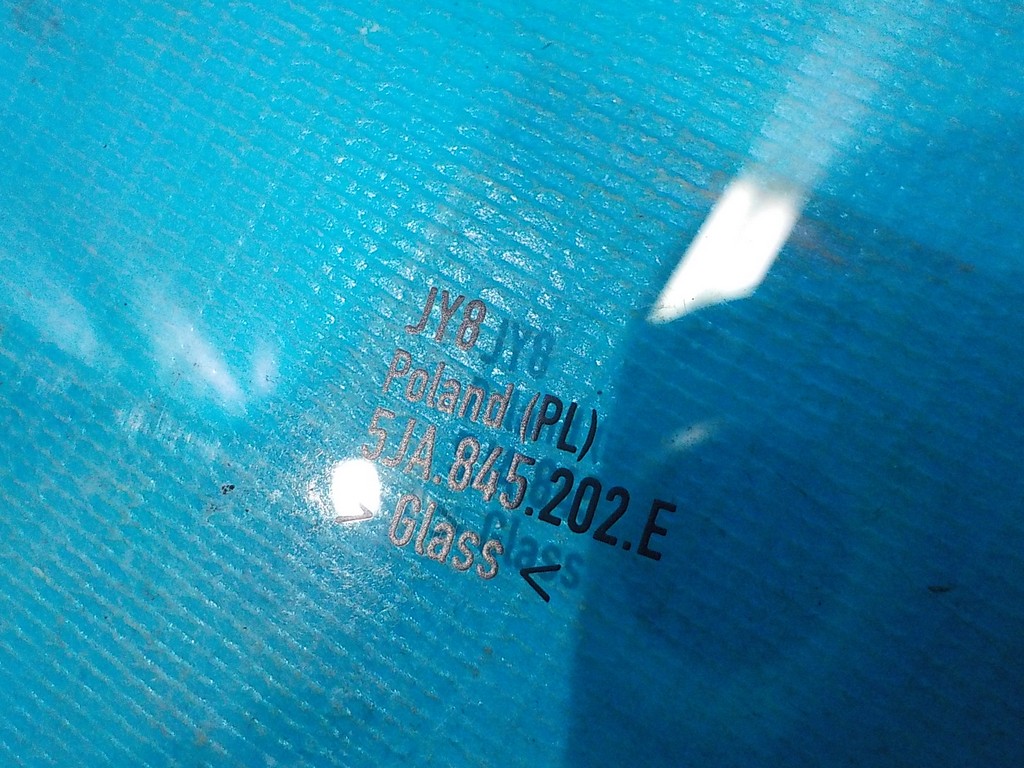 JY8
Poland (PL)
5JA.845.202.E
> Glass <